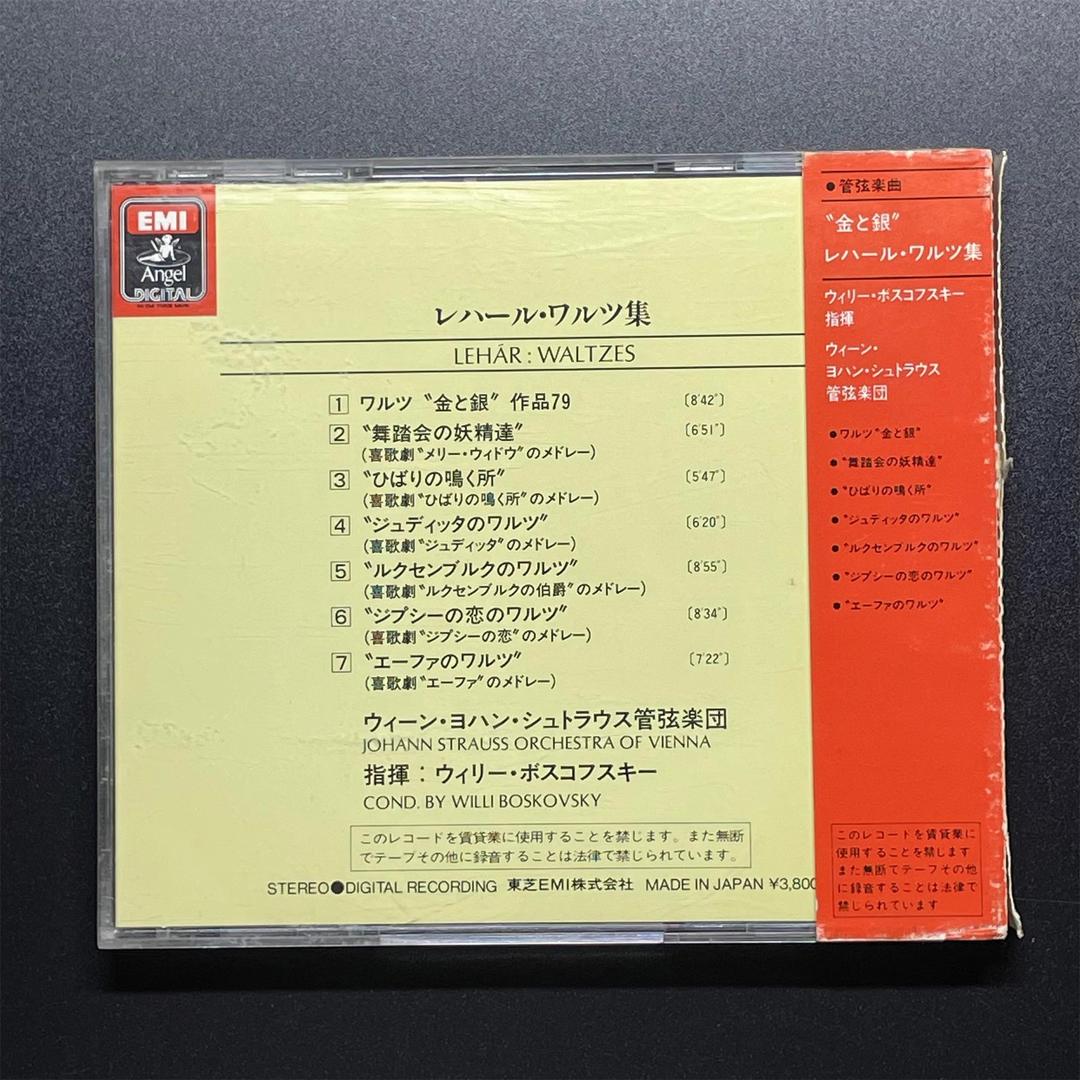 EMI
Angel
DIGITAL
レハール・ワルツ集
LEHÁR : WALTZES
1 ワルツ “金と銀” 作品79 〔8′42″〕
2 “舞踏会の妖精達” 〔6′51″〕
(喜歌劇“メリー・ウィドウ”のメドレー)
3 “ひばりの鳴く所” 〔5′47″〕
(喜歌劇“ひばりの鳴く所”のメドレー)
4 “ジュディッタのワルツ” 〔6′20″〕
(喜歌劇“ジュディッタ”のメドレー)
5 “ルクセンブルクのワルツ” 〔8′55″〕
(喜歌劇“ルクセンブルクの伯爵”のメドレー)
6 “ジプシーの恋のワルツ” 〔8′34″〕
(喜歌劇“ジプシーの恋”のメドレー)
7 “エーファのワルツ” 〔7′22″〕
(喜歌劇“エーファ”のメドレー)
ウィーン・ヨハン・シュトラウス管弦楽団
JOHANN STRAUSS ORCHESTRA OF VIENNA
指揮：ウィリー・ボスコフスキー
COND. BY WILLI BOSKOVSKY
このレコードを賃貸業に使用することを禁じます。また無断
でテープその他に録音することは法律で禁じられています。
STEREO●DIGITAL RECORDING 東芝EMI株式会社 MADE IN JAPAN ¥3,800
●管弦楽曲
“金と銀”
レハール・ワルツ集
ウィリー・ボスコフスキー
指揮
ウィーン・
ヨハン・シュトラウス
管弦楽団
●ワルツ“金と銀”
●“舞踏会の妖精達”
●“ひばりの鳴く所”
●“ジュディッタのワルツ”
●“ルクセンブルクのワルツ”
●“ジプシーの恋のワルツ”
●“エーファのワルツ”
このレコードを賃貸業に
使用することを禁じます
また無断でテープその他
に録音することは法律で
禁じられています